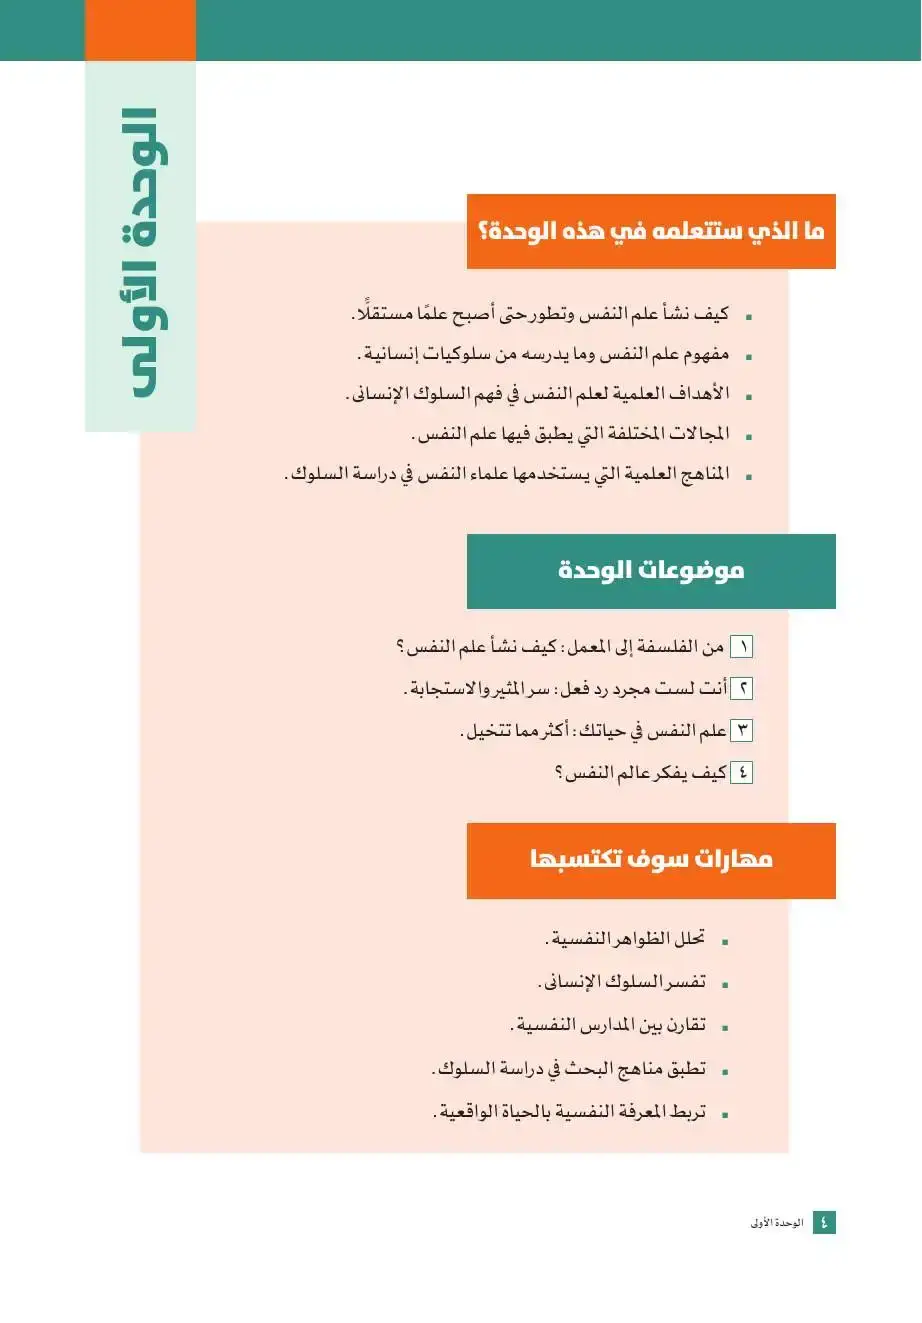 الوحدة الأولى
ما الذي ستتعلمه في هذه الوحدة؟
▪ كيف نشأ علم النفس وتطور حتى أصبح علمًا مستقلًّا.
▪ مفهوم علم النفس وما يدرسه من سلوكيات إنسانية.
▪ الأهداف العلمية لعلم النفس في فهم السلوك الإنسانى.
▪ المجالات المختلفة التي يطبق فيها علم النفس.
▪ المناهج العلمية التي يستخدمها علماء النفس في دراسة السلوك.
موضوعات الوحدة
١ من الفلسفة إلى المعمل: كيف نشأ علم النفس؟
٢ أنت لست مجرد رد فعل: سر المثير والاستجابة.
٣ علم النفس في حياتك: أكثر مما تتخيل.
٤ كيف يفكر عالم النفس؟
مهارات سوف تكتسبها
▪ تحلل الظواهر النفسية.
▪ تفسر السلوك الإنسانى.
▪ تقارن بين المدارس النفسية.
▪ تطبق مناهج البحث في دراسة السلوك.
▪ تربط المعرفة النفسية بالحياة الواقعية.
٤ الوحدة الأولى